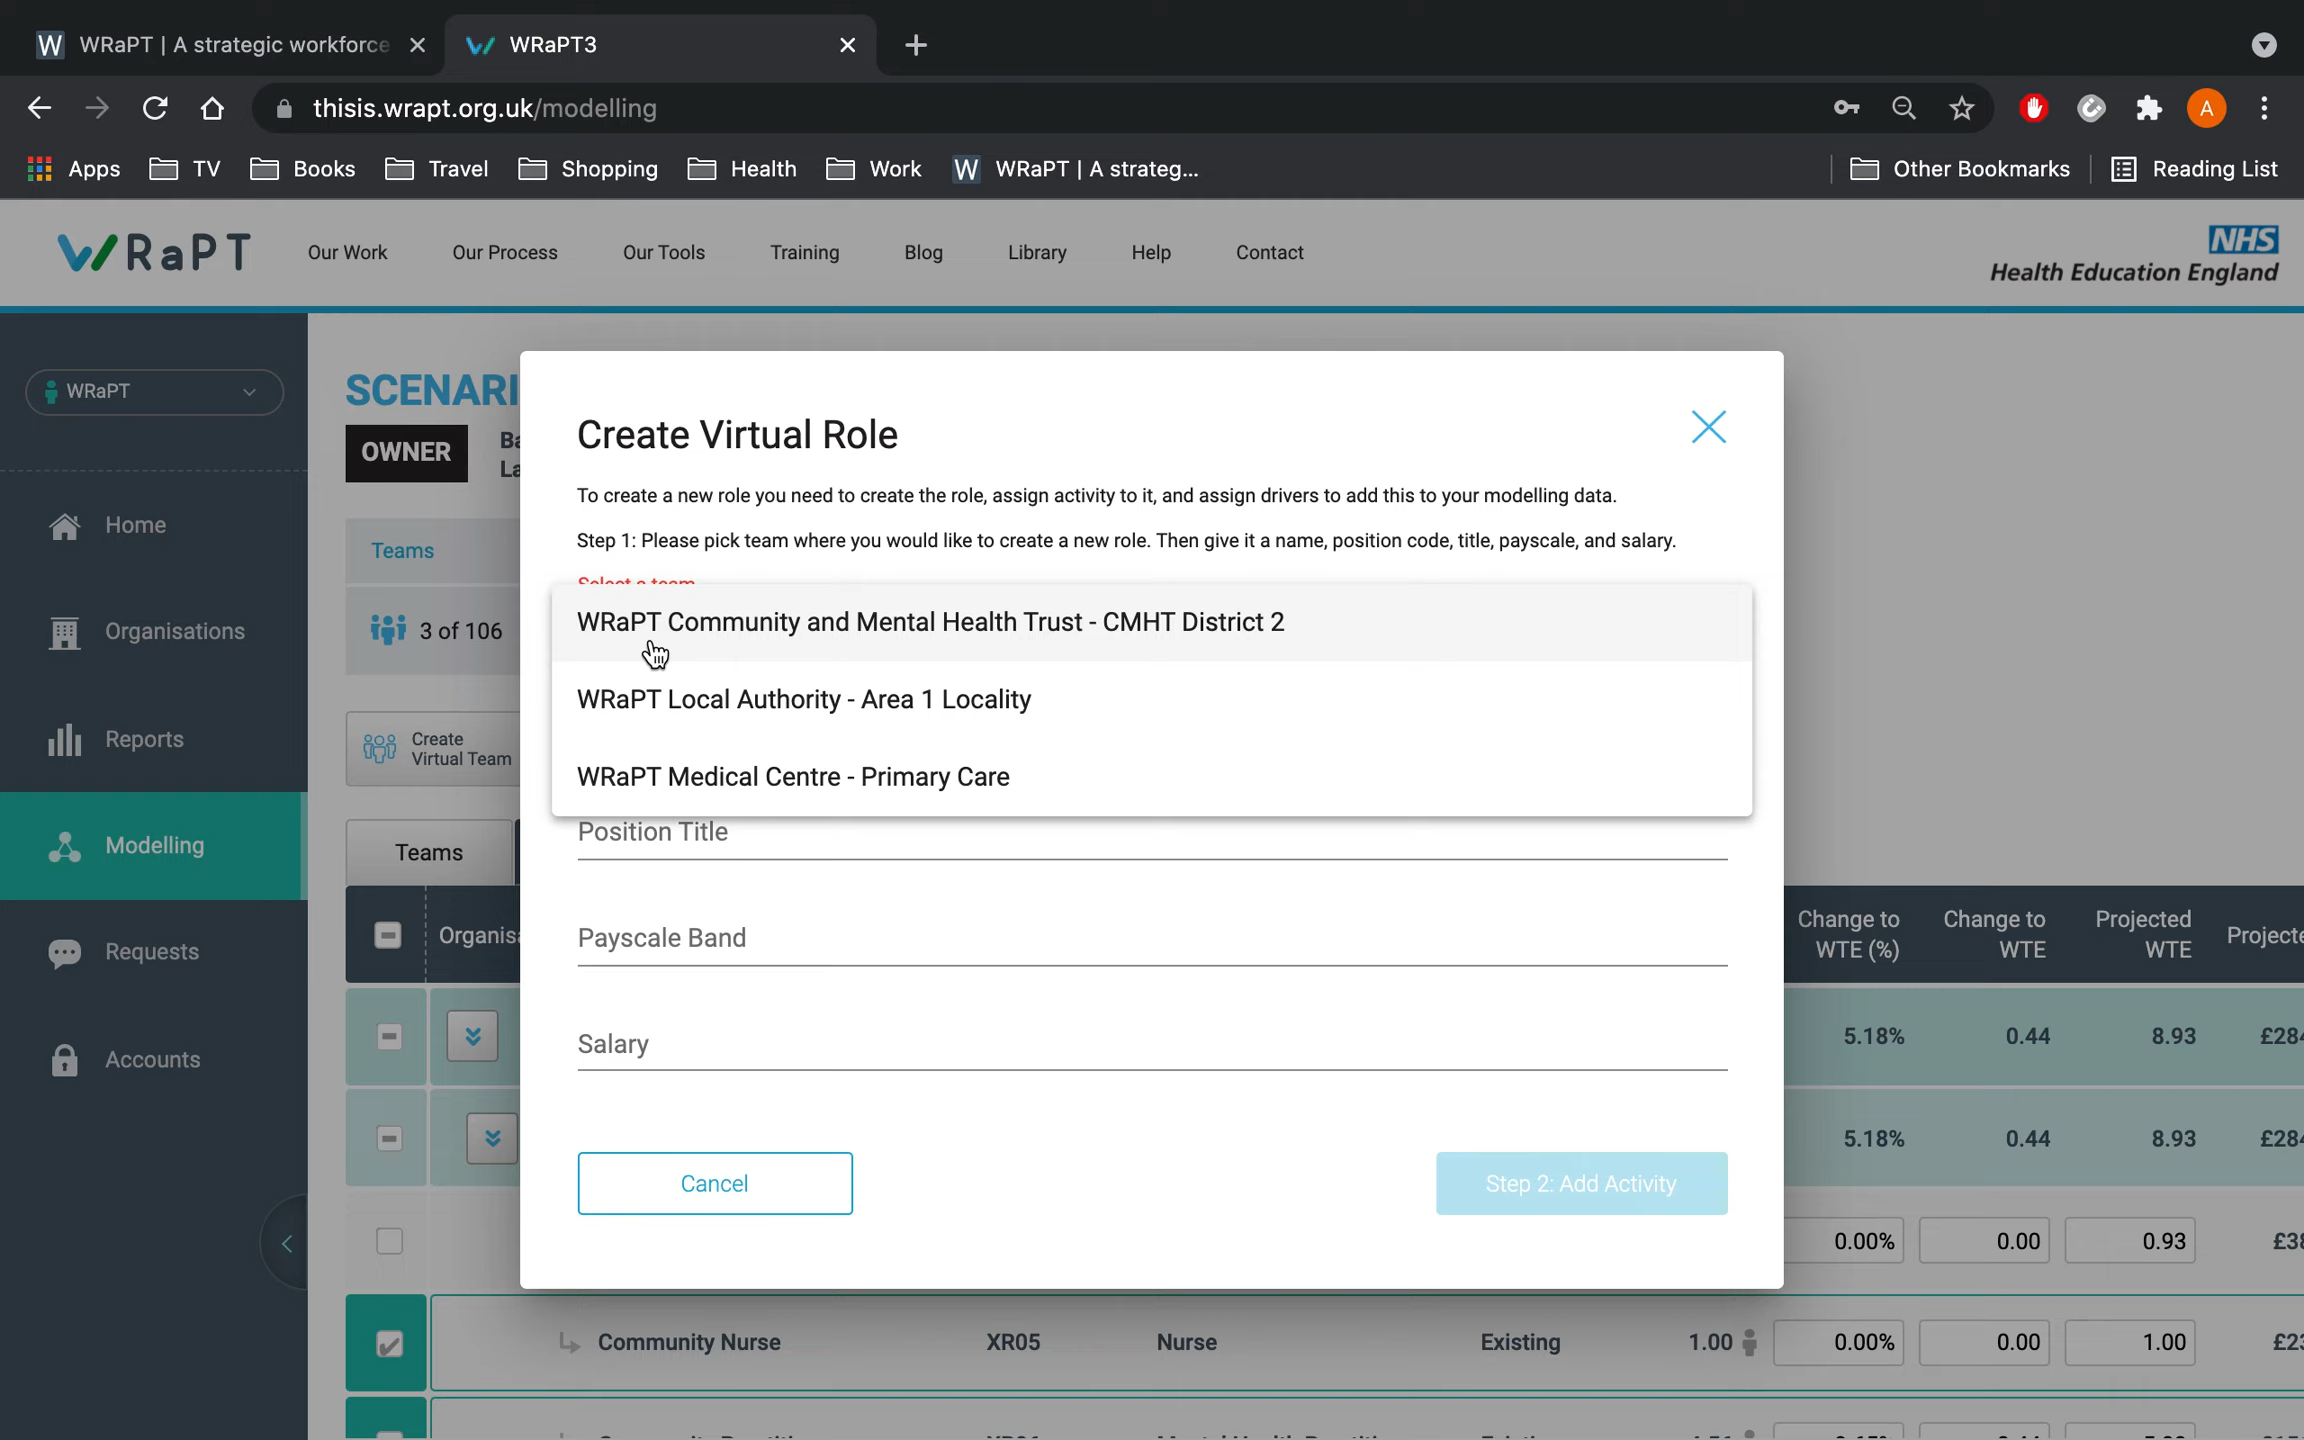 WRaPT | A strategic workforce
WRaPT3
thisis.wrapt.org.uk/modelling
A
Apps
TV
Books
Travel
Shopping
Health
Work
W WRaPT | A strateg...
Other Bookmarks
Reading List
WRaPT
Our Work
Our Process
Our Tools
Training
Blog
Library
Help
Contact
NHS
Health Education England
WRaPT
Home
Organisations
Reports
Modelling
Requests
Accounts
SCENARI
OWNER
Ba
La
Teams
3 of 106
Create
Virtual Team
Teams
Create Virtual Role
To create a new role you need to create the role, assign activity to it, and assign drivers to add this to your modelling data.
Step 1: Please pick team where you would like to create a new role. Then give it a name, position code, title, payscale, and salary.
Select a team
WRaPT Community and Mental Health Trust - CMHT District 2
WRaPT Local Authority - Area 1 Locality
WRaPT Medical Centre - Primary Care
Position Title
Payscale Band
Salary
Cancel
Step 2: Add Activity
Organisa
Change to
WTE (%)
Change to
WTE
Projected
WTE
Projecte
5.18% 0.44 8.93 £284
5.18% 0.44 8.93 £284
0.00% 0.00 0.93 £38
Community Nurse XR05 Nurse Existing 1.00 0.00% 0.00 1.00 £23